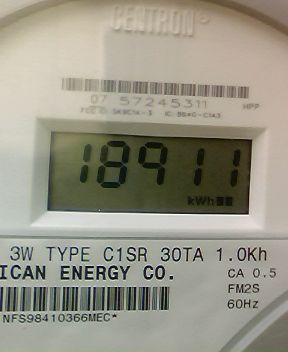 CENTRON
07 57245311 HPP
18911
kWh
3W TYPE C1SR 30TA 1.0Kh
ICAN ENERGY CO. CA 0.5
FM2S
60Hz
NFS98410366MEC*